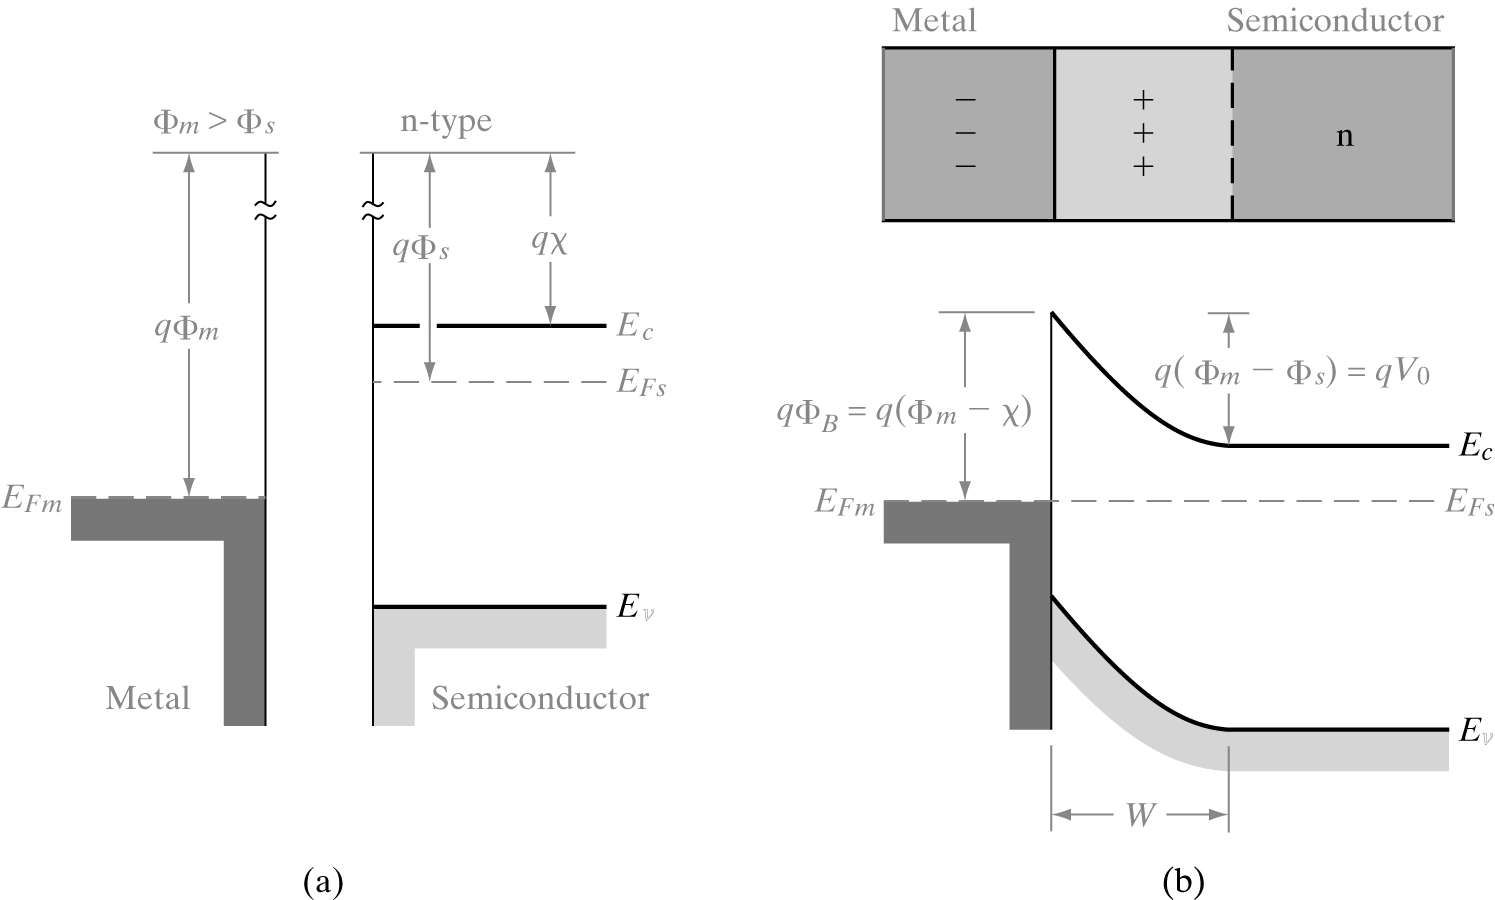 Φm > Φs
n-type
qΦs
qχ
qΦm
Ec
EFs
EFm
E𝕧
Metal
Semiconductor
(a)
Metal
Semiconductor
− +
− + n
− +
q( Φm − Φs) = qV0
qΦB = q(Φm − χ)
Ec
EFm
EFs
E𝕧
W
(b)